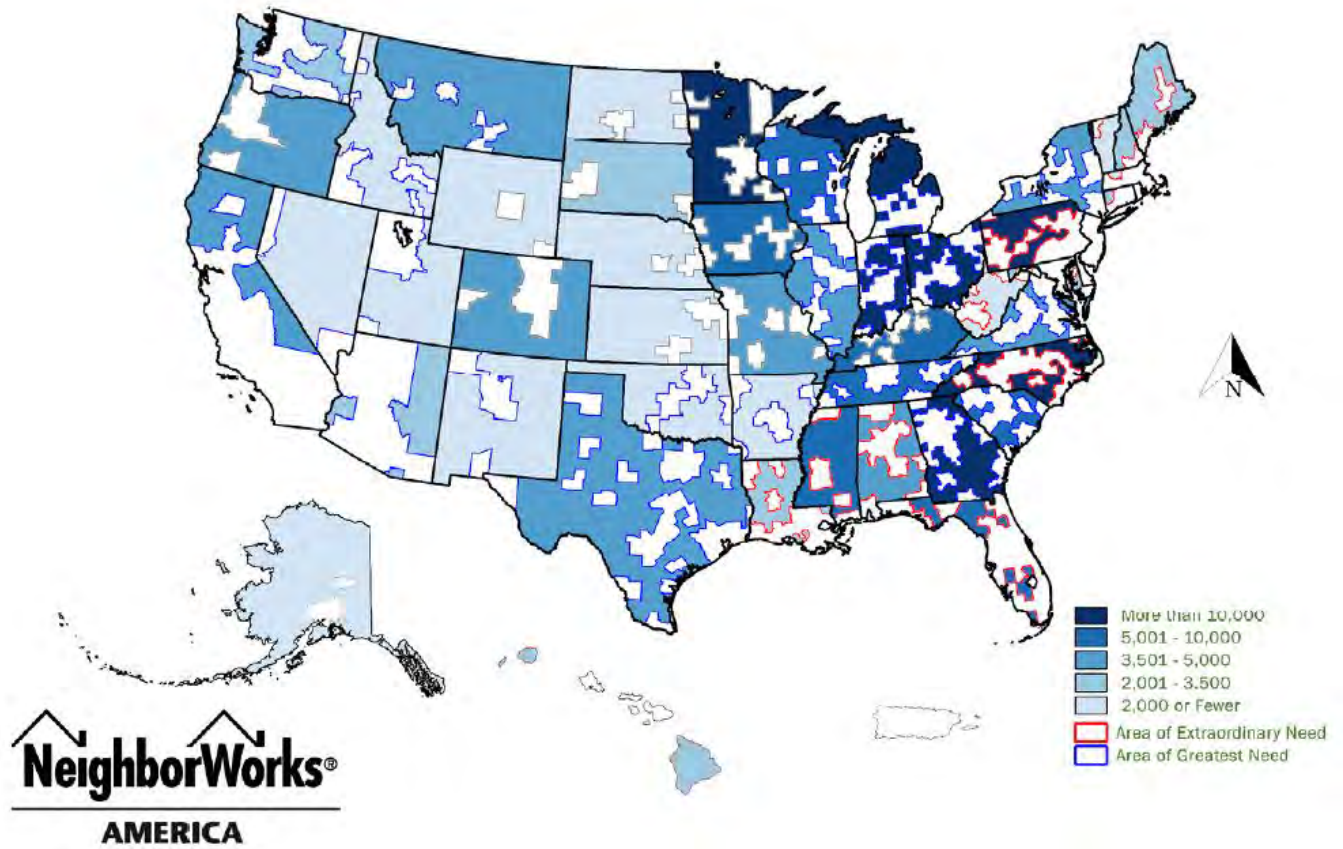 N
More than 10,000
5,001 - 10,000
3,501 - 5,000
2,001 - 3.500
2,000 or Fewer
Area of Extraordinary Need
Area of Greatest Need
NeighborWorks®
AMERICA